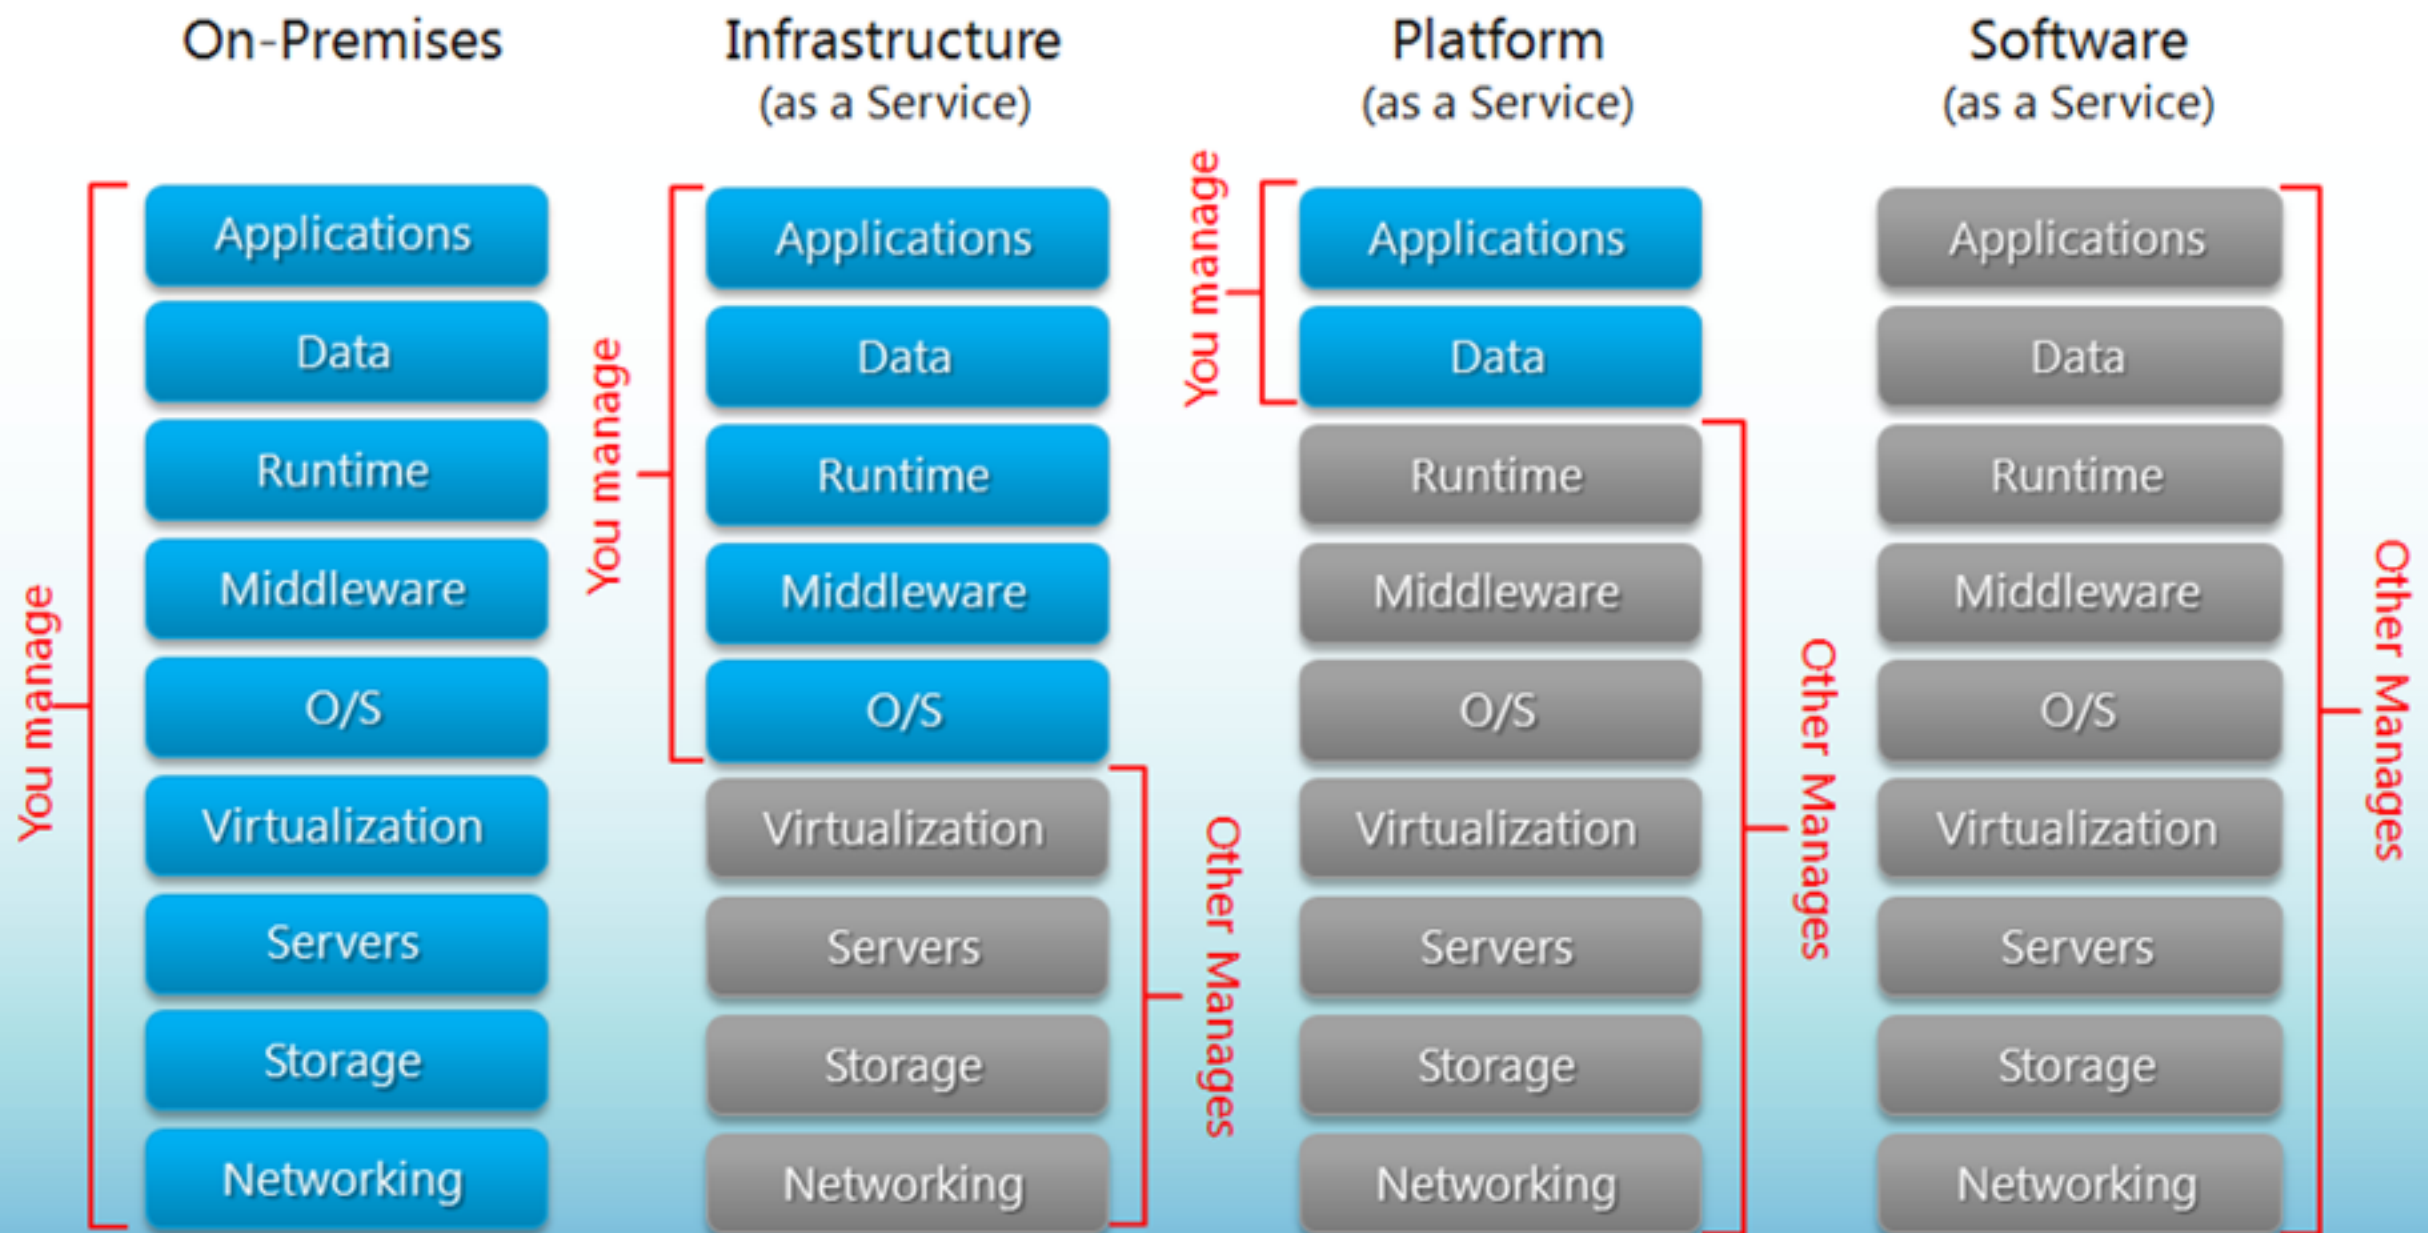 On-Premises
You manage
Applications
Data
Runtime
Middleware
O/S
Virtualization
Servers
Storage
Networking
Infrastructure
(as a Service)
You manage
Applications
Data
Runtime
Middleware
O/S
Virtualization
Servers
Storage
Networking
Other Manages
Platform
(as a Service)
You manage
Applications
Data
Runtime
Middleware
O/S
Virtualization
Servers
Storage
Networking
Other Manages
Software
(as a Service)
Applications
Data
Runtime
Middleware
O/S
Virtualization
Servers
Storage
Networking
Other Manages